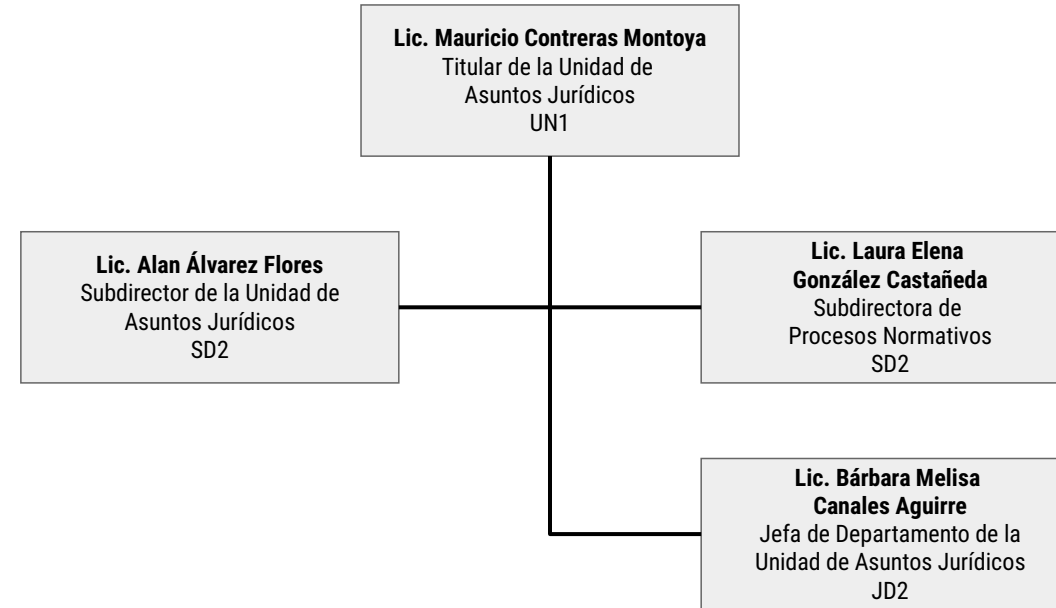 Lic. Mauricio Contreras Montoya
Titular de la Unidad de
Asuntos Jurídicos
UN1
Lic. Alan Álvarez Flores
Subdirector de la Unidad de
Asuntos Jurídicos
SD2
Lic. Laura Elena
González Castañeda
Subdirectora de
Procesos Normativos
SD2
Lic. Bárbara Melisa
Canales Aguirre
Jefa de Departamento de la
Unidad de Asuntos Jurídicos
JD2